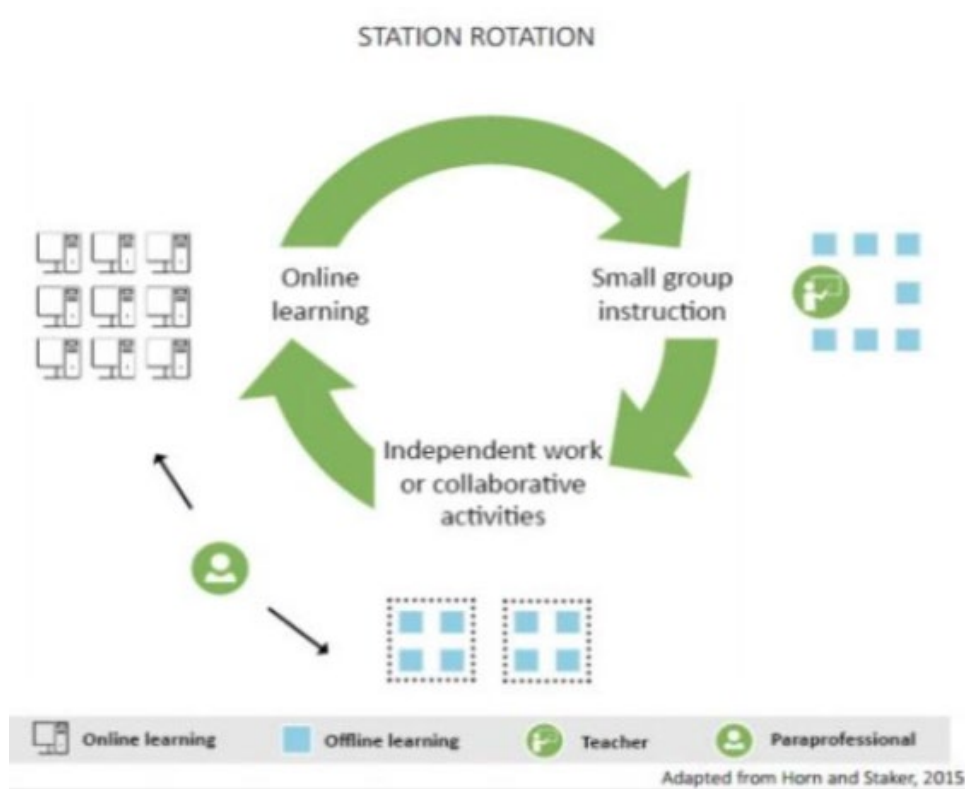 STATION ROTATION
Online
learning
Small group
instruction
Independent work
or collaborative
activities
Online learning
Offline learning
Teacher
Paraprofessional
Adapted from Horn and Staker, 2015